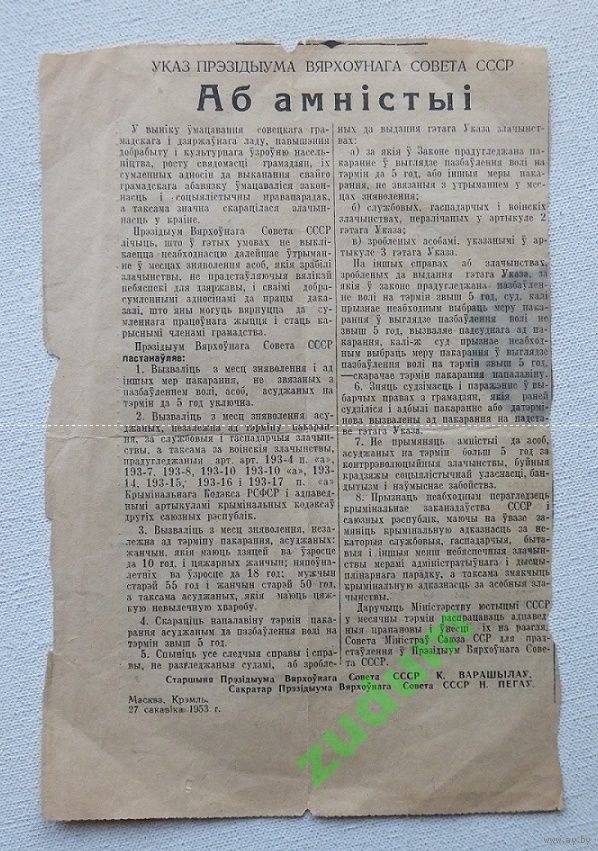 УКАЗ ПРЭЗІДЫУМА ВЯРХОЎНАГА СОВЕТА СССР
Аб амністыі
У выніку ўмацавання совецкага гра-
мадскага і дзяржаўнага ладу, павышэння
добрабыту і культурнага ўзроўню насель-
ніцтва, росту свядомасці грамадзян, іх
сумленных адносін да выканання свайго
грамадскага абавязку ўмацаваліся закон-
насць і соцыялістычны правапарадак,
а таксама значна скарацілася злачын-
насць у краіне.
Прэзідыум Вярхоўнага Совета СССР
лічыць, што ў гэтых умовах не выклі-
каецца неабходнасцю далейшае ўтрыман-
не ў месцах зняволення асоб, якія зрабілі
злачынствы, не прадстаўляючыя вялікай
небяспекі для дзяржавы, і сваімі добра-
сумленнымі адносінамі да працы дака-
залі, што яны могуць вярнуцца да су-
мленнага працоўнага жыцця і стаць ка-
рыснымі членамі грамадства.
Прэзідыум Вярхоўнага Совета СССР
пастанаўляе:
1. Вызваліць з месц зняволення і ад
іншых мер пакарання, не звязаных з
пазбаўленнем волі, асоб, асуджаных на
тэрмін да 5 год уключна.
2. Вызваліць з месц зняволення асу-
джаных, незалежна ад тэрміну пакаран-
ня, за службовыя і гаспадарчыя злачын-
ствы, а таксама за воінскія злачынствы,
прадугледжаныя арт. арт. 193-4 п. «а»,
193-7, 193-8, 193-10 193-10 «а», 193-
14, 193-15, 193-16 і 193-17 п. «а»
Крымінальнага Кодэкса РСФСР і адпавед-
нымі артыкуламі крымінальных кодэксаў
другіх саюзных рэспублік.
3. Вызваліць з месц зняволення, неза-
лежна ад тэрміну пакарання, асуджаных:
жанчын, якія маюць дзяцей ва ўзросце
да 10 год, і цяжарных жанчын; няпоўна-
летніх ва ўзросце да 18 год; мужчын
старэй 55 год і жанчын старэй 50 год,
а таксама асуджаных, якія маюць цяж-
кую невылечную хваробу.
4. Скараціць напалавіну тэрмін пакара-
ння асуджаным да пазбаўлення волі на
тэрмін звыш 5 год.
5. Спыніць усе следчыя справы і спра-
вы, не разгледжаныя судамі, аб зробле-
ных да выдання гэтага Указа злачынст-
вах:
а) за якія ў Законе прадугледжана па-
каранне ў выглядзе пазбаўлення волі на
тэрмін да 5 год, або іншыя меры пака-
рання, не звязаныя з утрыманнем у мес-
цах зняволення;
б) службовых, гаспадарчых і воінскіх
злачынствах, пералічаных у артыкуле 2
гэтага Указа;
в) зробленых асобамі, указанымі ў ар-
тыкуле 3 гэтага Указа.
На іншых справах аб злачынствах,
зробленых да выдання гэтага Указа, за
якія ў законе прадугледжана пазбаўлен-
не волі на тэрмін звыш 5 год, суд, калі
прызнае неабходным выбраць меру пака-
рання ў выглядзе пазбаўлення волі не
звыш 5 год, вызваляе падсуднага ад па-
карання, калі-ж суд прызнае неабход-
ным выбраць меру пакарання ў выглядзе
пазбаўлення волі на тэрмін звыш 5 год,
—скарачае тэрмін пакарання напалавіну.
6. Зняць судзімасць і паражэнне ў вы-
барчых правах з грамадзян, якія раней
судзіліся і адбылі пакаранне або датэрмі-
нова вызвалены ад пакарання на падста-
ве гэтага Указа.
7. Не прымяняць амністыі да асоб,
асуджаных на тэрмін больш 5 год за
контррэволюцыйныя злачынствы, буйныя
крадзяжы соцыялістычнай уласнасці, бан-
дытызм і наўмыснае забойства.
8. Прызнаць неабходным перагледзець
крымінальнае заканадаўства СССР і
саюзных рэспублік, маючы на ўвазе за-
мяніць крымінальную адказнасць за не-
каторыя службовыя, гаспадарчыя, быта-
выя і іншыя менш небяспечныя злачын-
ствы мерамі адміністратыўнага і дысцы-
плінарнага парадку, а таксама змякчыць
крымінальную адказнасць за асобныя зла-
чынствы.
Даручыць Міністэрству юстыцыі СССР
у месячны тэрмін распрацаваць адпавед-
ныя прапановы і ўнесці іх на разгляд
Совета Міністраў Саюза ССР для прад-
стаўлення ў Прэзідыум Вярхоўнага Сове-
та СССР.
Старшыня Прэзідыума Вярхоўнага Совета СССР К. ВАРАШЫЛАЎ.
Сакратар Прэзідыума Вярхоўнага Совета СССР Н. ПЕГАЎ.
Масква, Крэмль.
27 сакавіка 1953 г.
www.ay.by